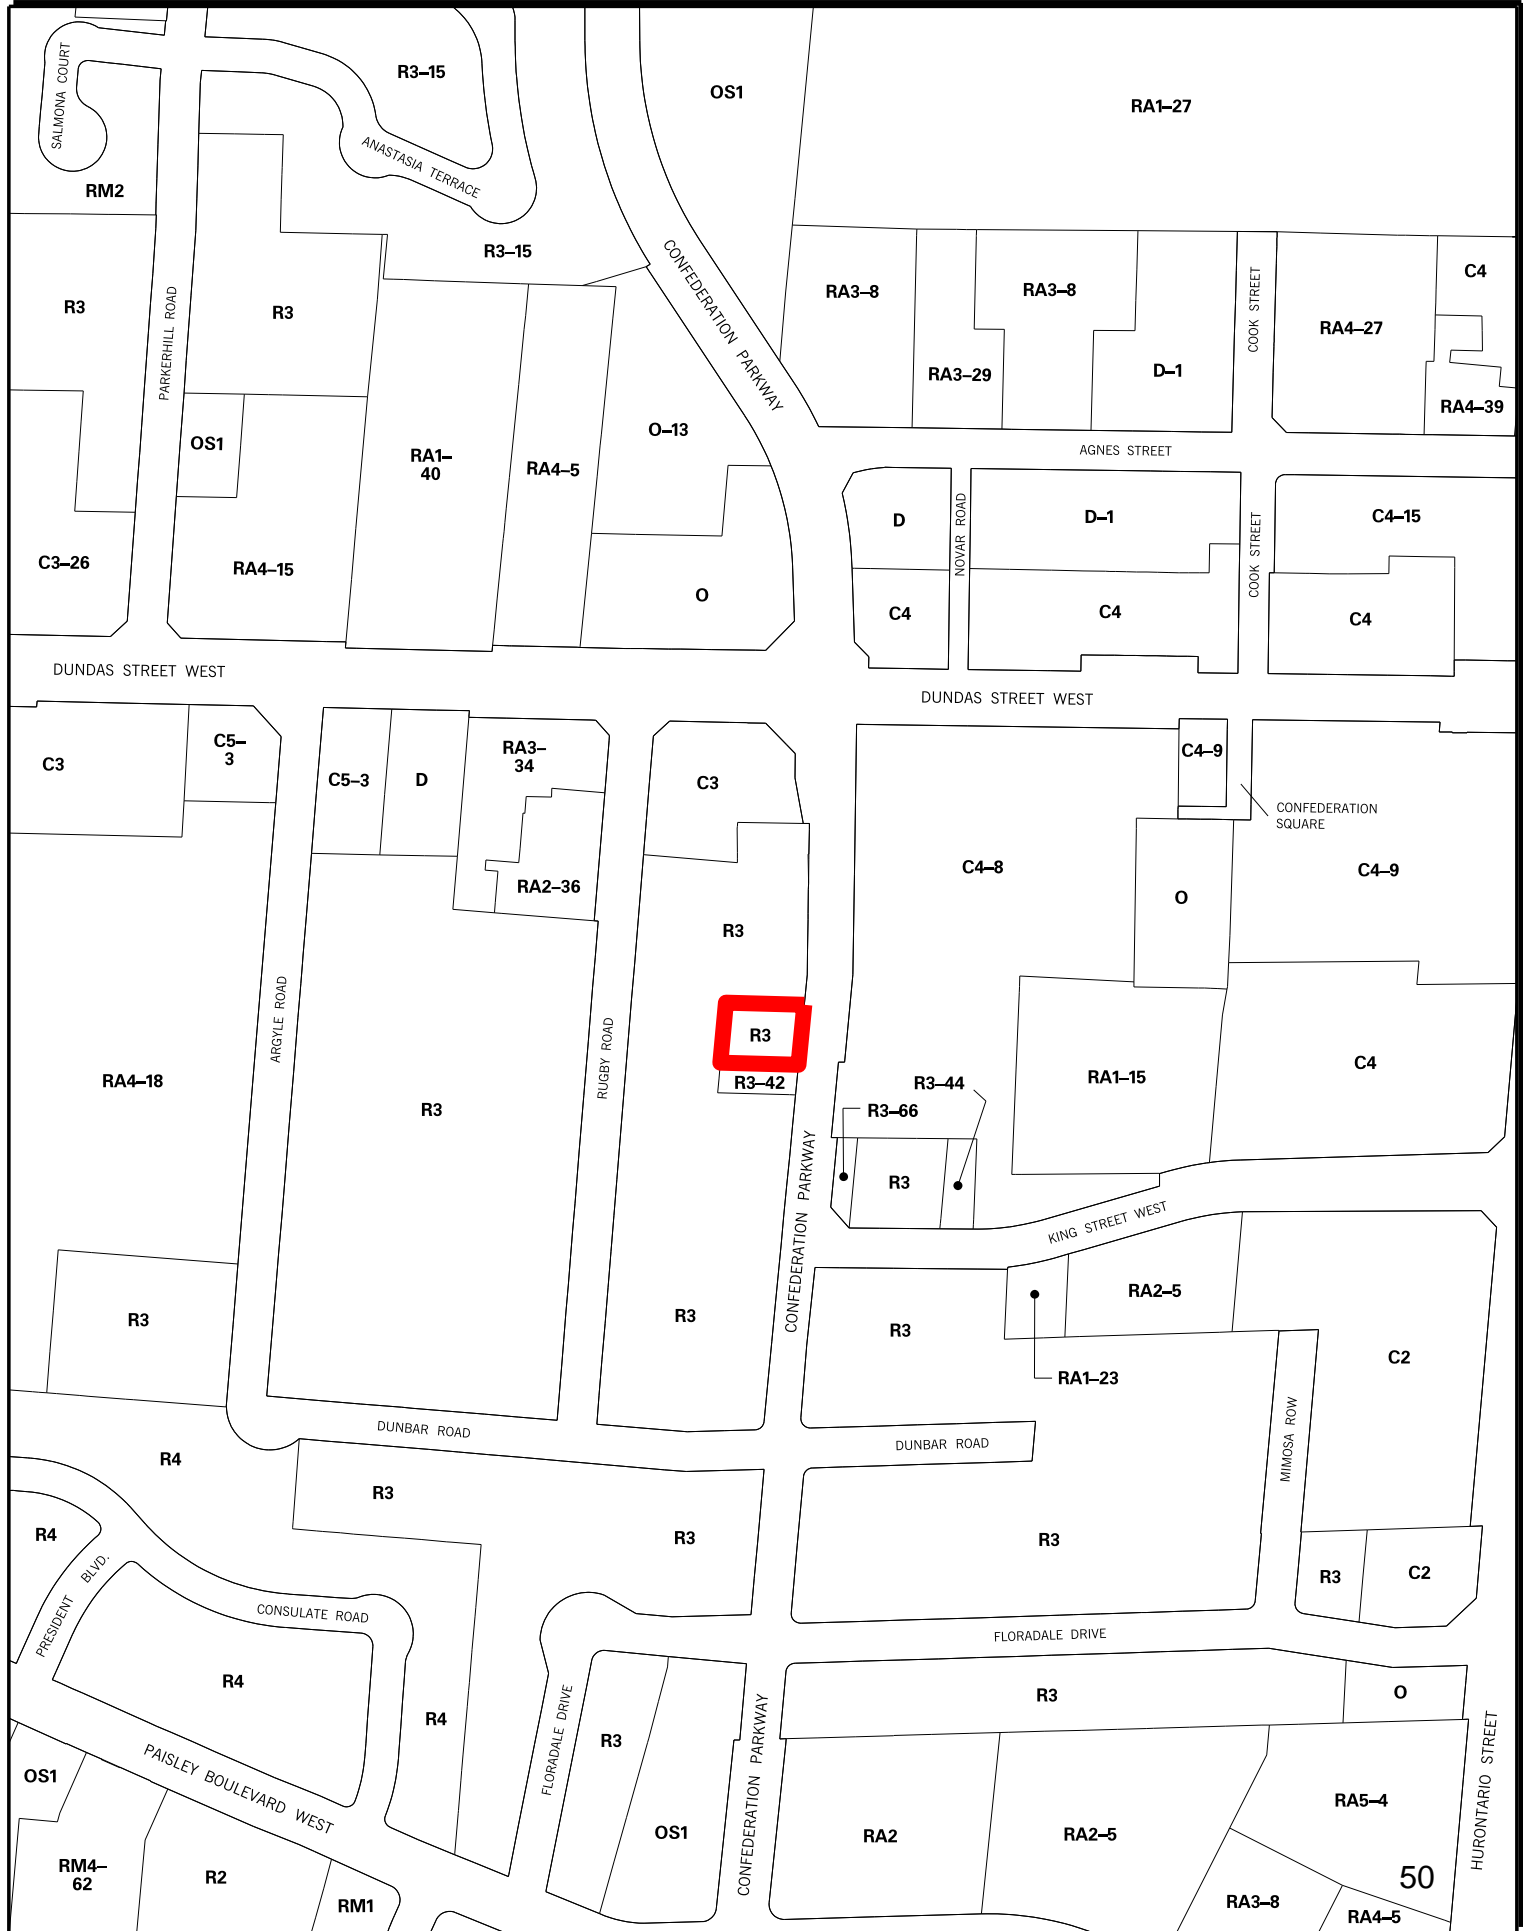 SALMONA COURT
R3–15
OS1
RA1–27
ANASTASIA TERRACE
RM2
R3–15
CONFEDERATION PARKWAY
R3
PARKERHILL ROAD
R3
RA3–8
RA3–8
COOK STREET
C4
RA4–27
RA3–29
D–1
RA4–39
OS1
RA1–
40
RA4–5
O–13
AGNES STREET
C3–26
RA4–15
O
D
NOVAR ROAD
D–1
COOK STREET
C4–15
C4
C4
C4
DUNDAS STREET WEST
DUNDAS STREET WEST
C3
C5–
3
C5–3
D
RA3–
34
C3
C4–9
CONFEDERATION
SQUARE
RA2–36
C4–8
O
C4–9
R3
ARGYLE ROAD
RUGBY ROAD
R3
R3–42
RA4–18
R3
R3–44
R3–66
RA1–15
C4
R3
CONFEDERATION PARKWAY
KING STREET WEST
R3
R3
R3
RA2–5
RA1–23
C2
DUNBAR ROAD
DUNBAR ROAD
MIMOSA ROW
R4
R3
R3
R3
R4
PRESIDENT BLVD.
R3
C2
CONSULATE ROAD
FLORADALE DRIVE
R4
R4
FLORADALE DRIVE
R3
R3
O
CONFEDERATION PARKWAY
HURONTARIO STREET
OS1
PAISLEY BOULEVARD WEST
OS1
RA2
RA2–5
RA5–4
RM4–
62
R2
RM1
50
RA3–8
RA4–5